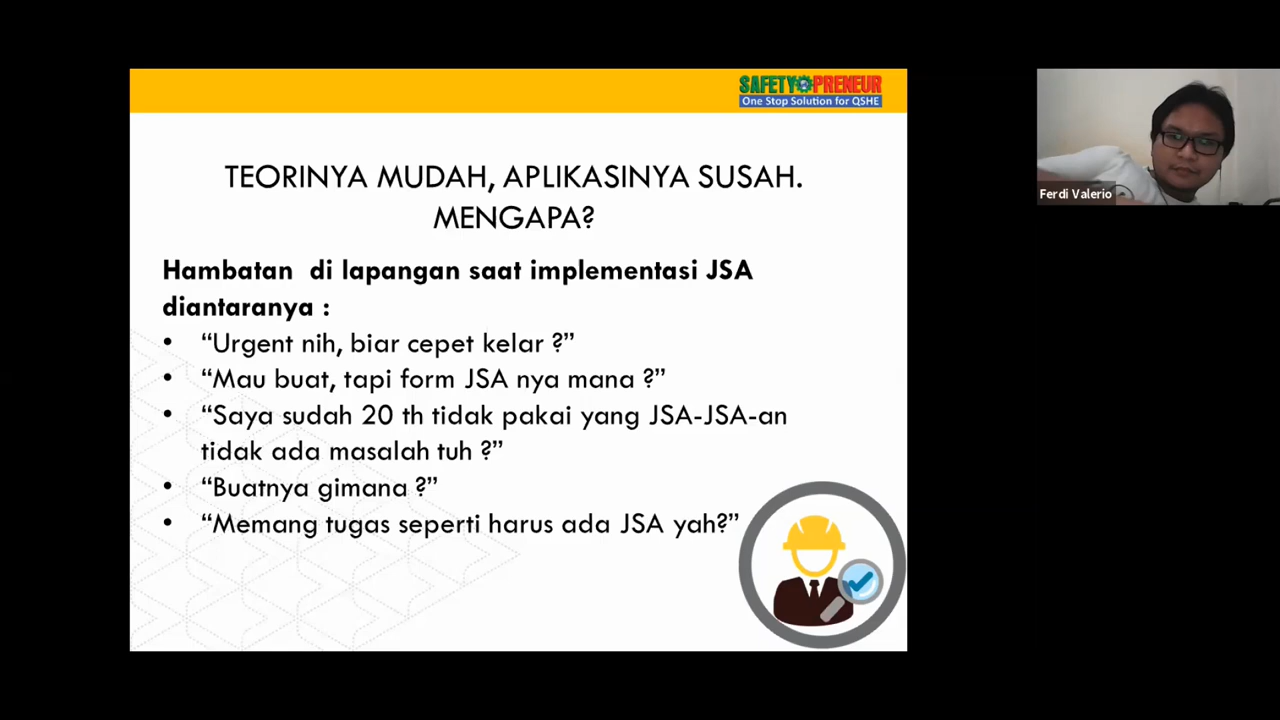 SAFETYPRENEUR
One Stop Solution for QSHE
TEORINYA MUDAH, APLIKASINYA SUSAH.
MENGAPA?
Hambatan di lapangan saat implementasi JSA
diantaranya :
• “Urgent nih, biar cepet kelar ?”
• “Mau buat, tapi form JSA nya mana ?”
• “Saya sudah 20 th tidak pakai yang JSA-JSA-an
tidak ada masalah tuh ?”
• “Buatnya gimana ?”
• “Memang tugas seperti harus ada JSA yah?”
Ferdi Valerio